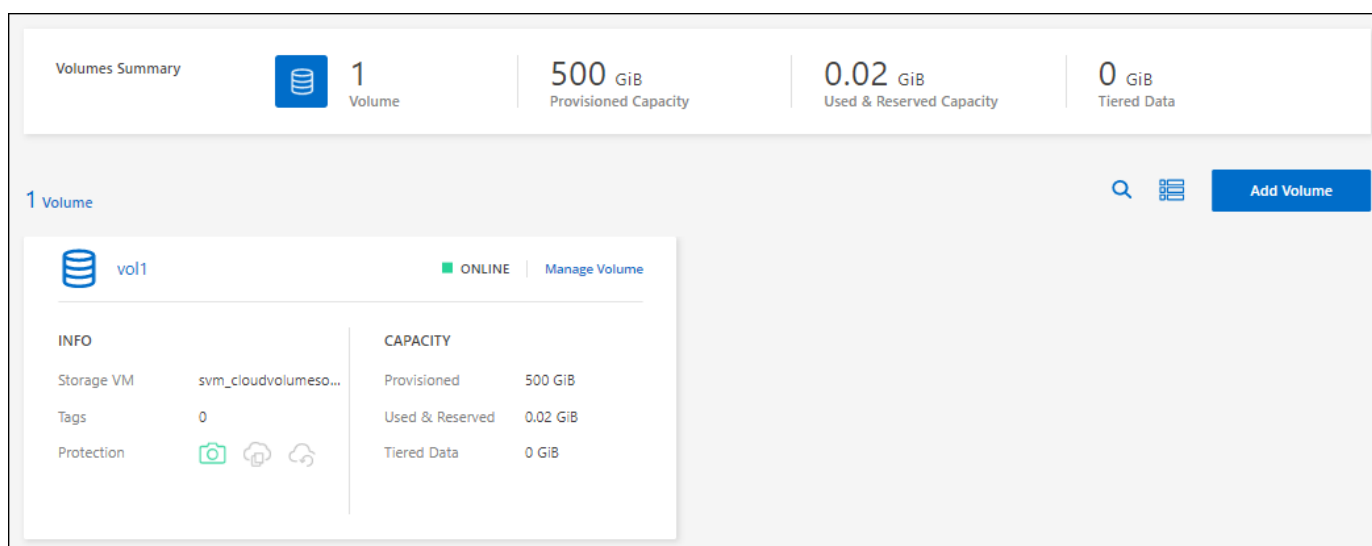 Volumes Summary
1
Volume
500 GiB
Provisioned Capacity
0.02 GiB
Used & Reserved Capacity
0 GiB
Tiered Data
1 Volume
Add Volume
vol1
ONLINE
Manage Volume
INFO
Storage VM svm_cloudvolumeso...
Tags 0
Protection
CAPACITY
Provisioned 500 GiB
Used & Reserved 0.02 GiB
Tiered Data 0 GiB